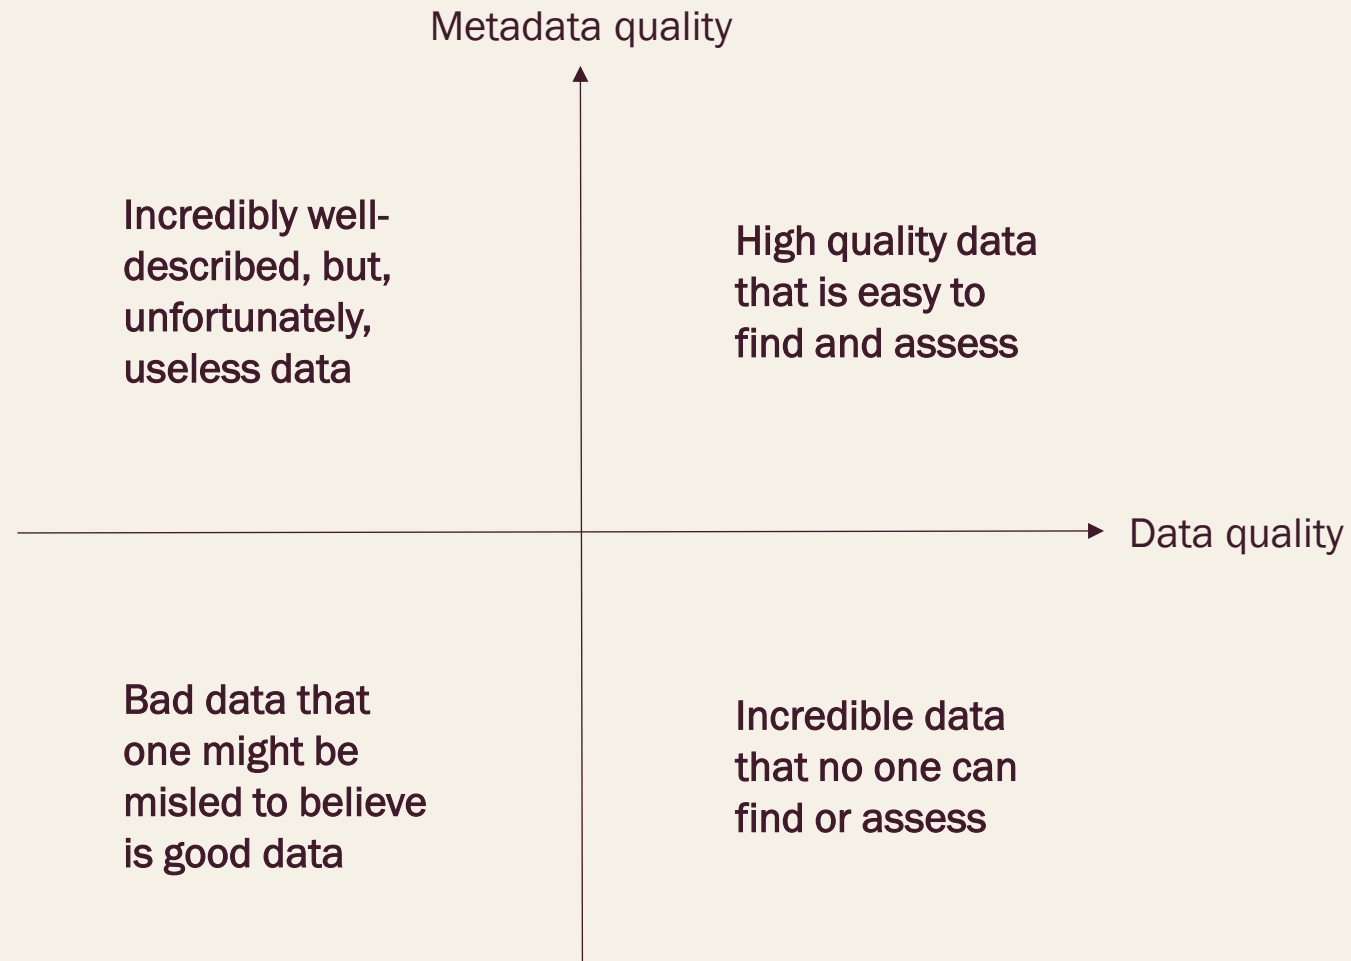 Metadata quality
Incredibly well-
described, but,
unfortunately,
useless data
High quality data
that is easy to
find and assess
Data quality
Bad data that
one might be
misled to believe
is good data
Incredible data
that no one can
find or assess